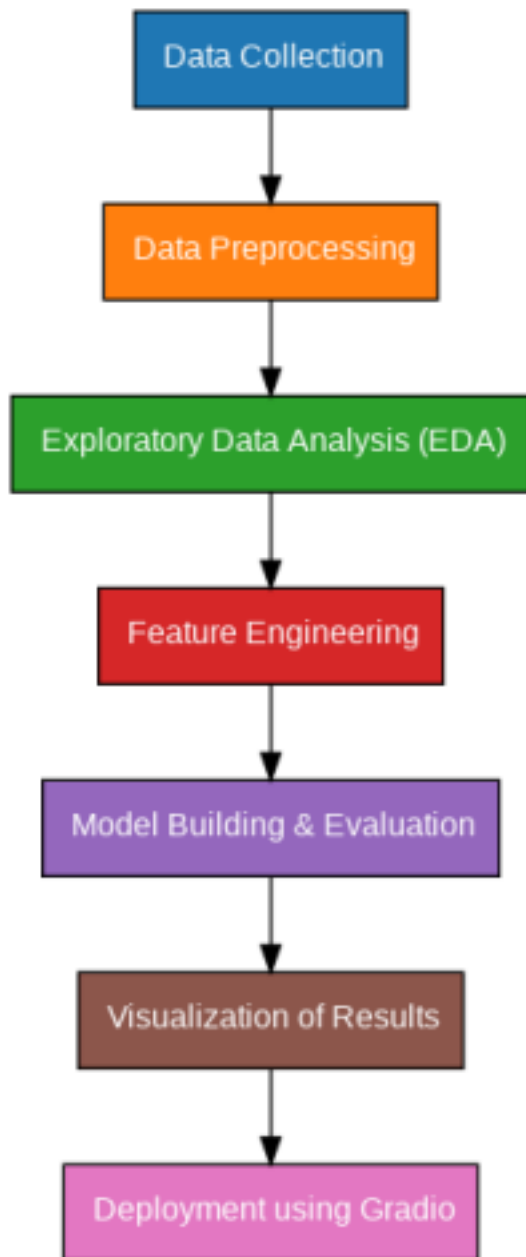 Data Collection
Data Preprocessing
Exploratory Data Analysis (EDA)
Feature Engineering
Model Building & Evaluation
Visualization of Results
Deployment using Gradio